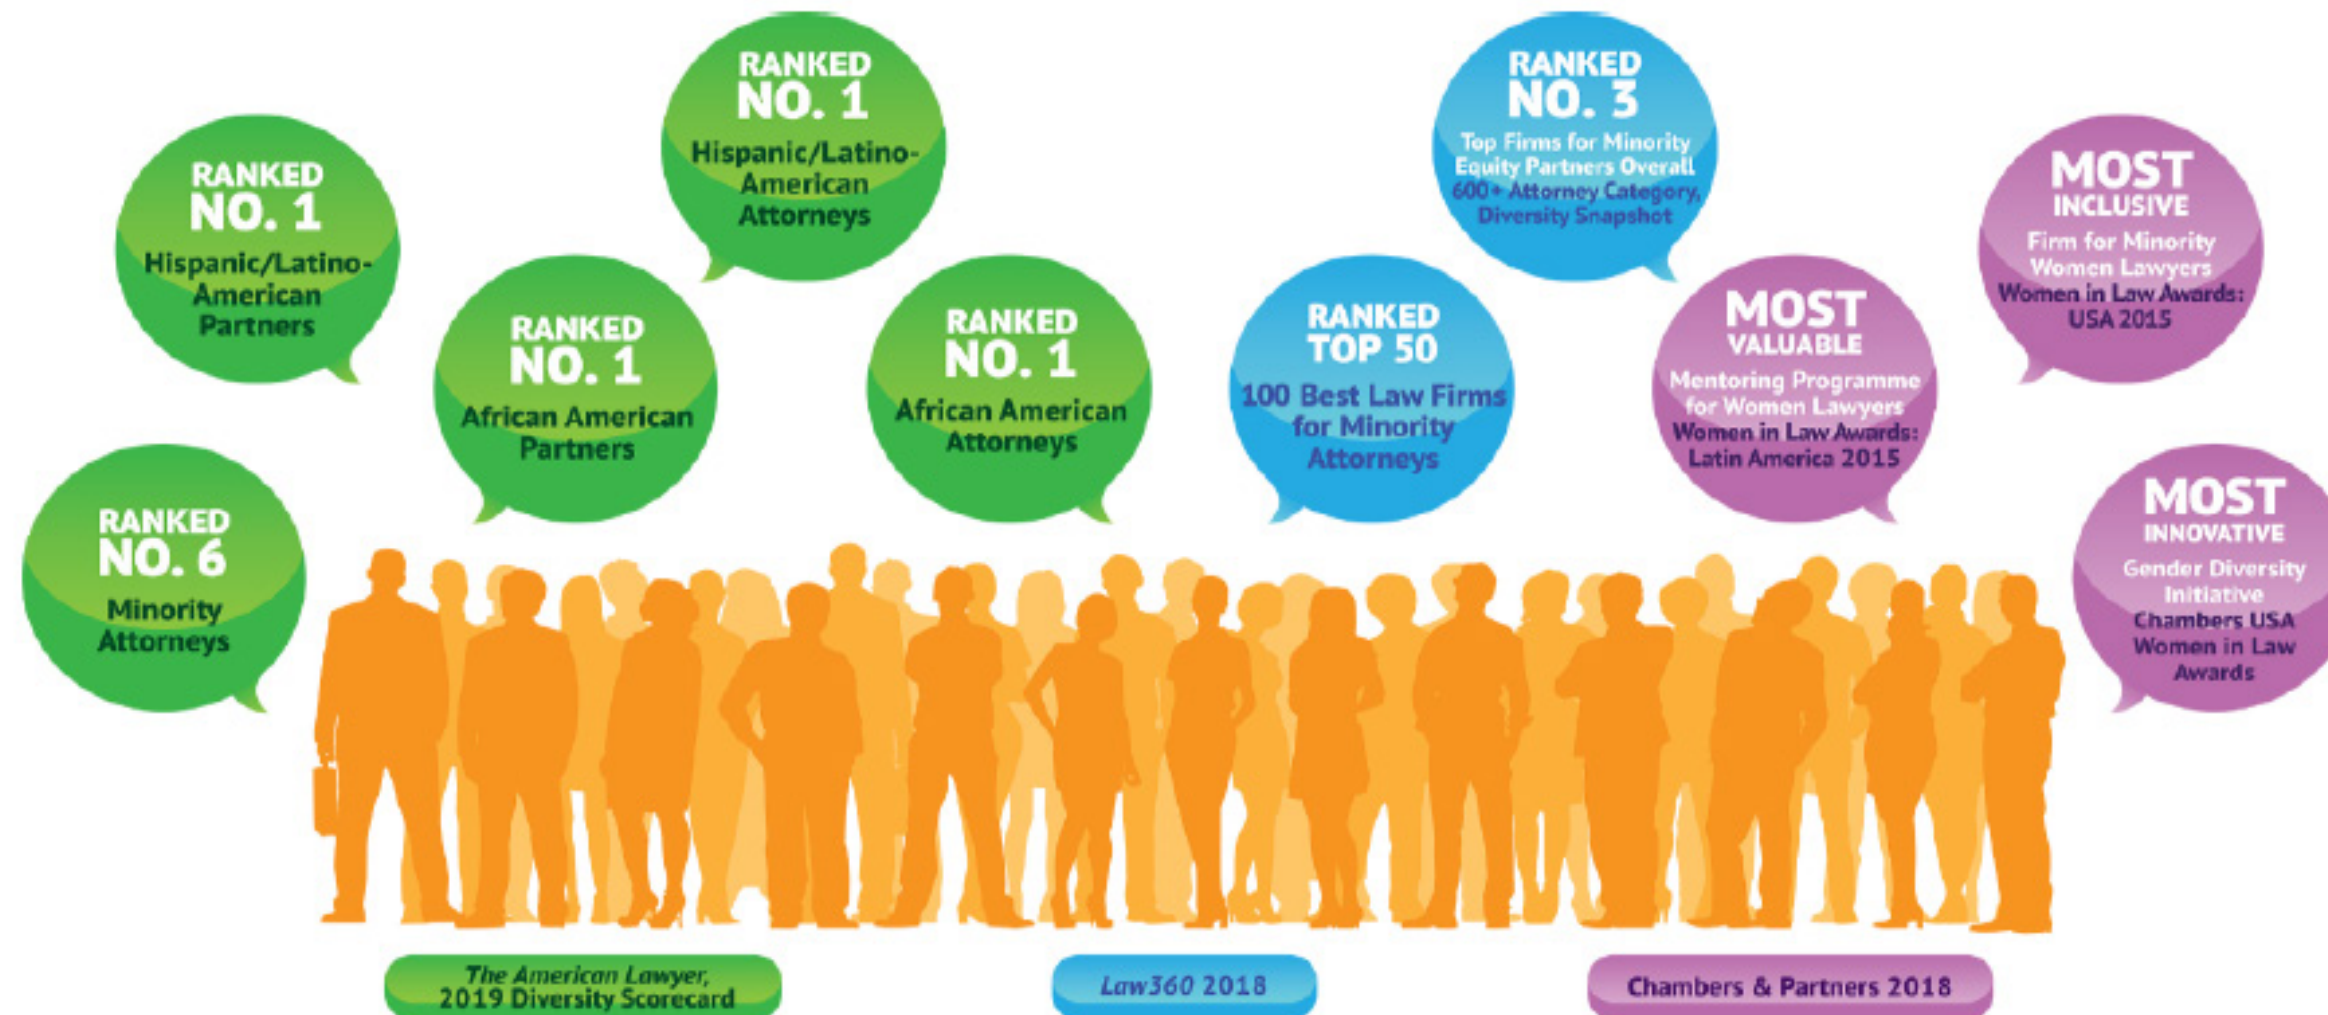 RANKED
NO. 1
Hispanic/Latino-
American
Partners
RANKED
NO. 1
Hispanic/Latino-
American
Attorneys
RANKED
NO. 3
Top Firms for Minority
Equity Partners Overall
600+ Attorney Category,
Diversity Snapshot
MOST
INCLUSIVE
Firm for Minority
Women Lawyers
Women in Law Awards:
USA 2015
RANKED
NO. 6
Minority
Attorneys
RANKED
NO. 1
African American
Partners
RANKED
NO. 1
African American
Attorneys
RANKED
TOP 50
100 Best Law Firms
for Minority
Attorneys
MOST
VALUABLE
Mentoring Programme
for Women Lawyers
Women in Law Awards:
Latin America 2015
MOST
INNOVATIVE
Gender Diversity
Initiative
Chambers USA
Women in Law
Awards
The American Lawyer,
2019 Diversity Scorecard
Law360 2018
Chambers & Partners 2018